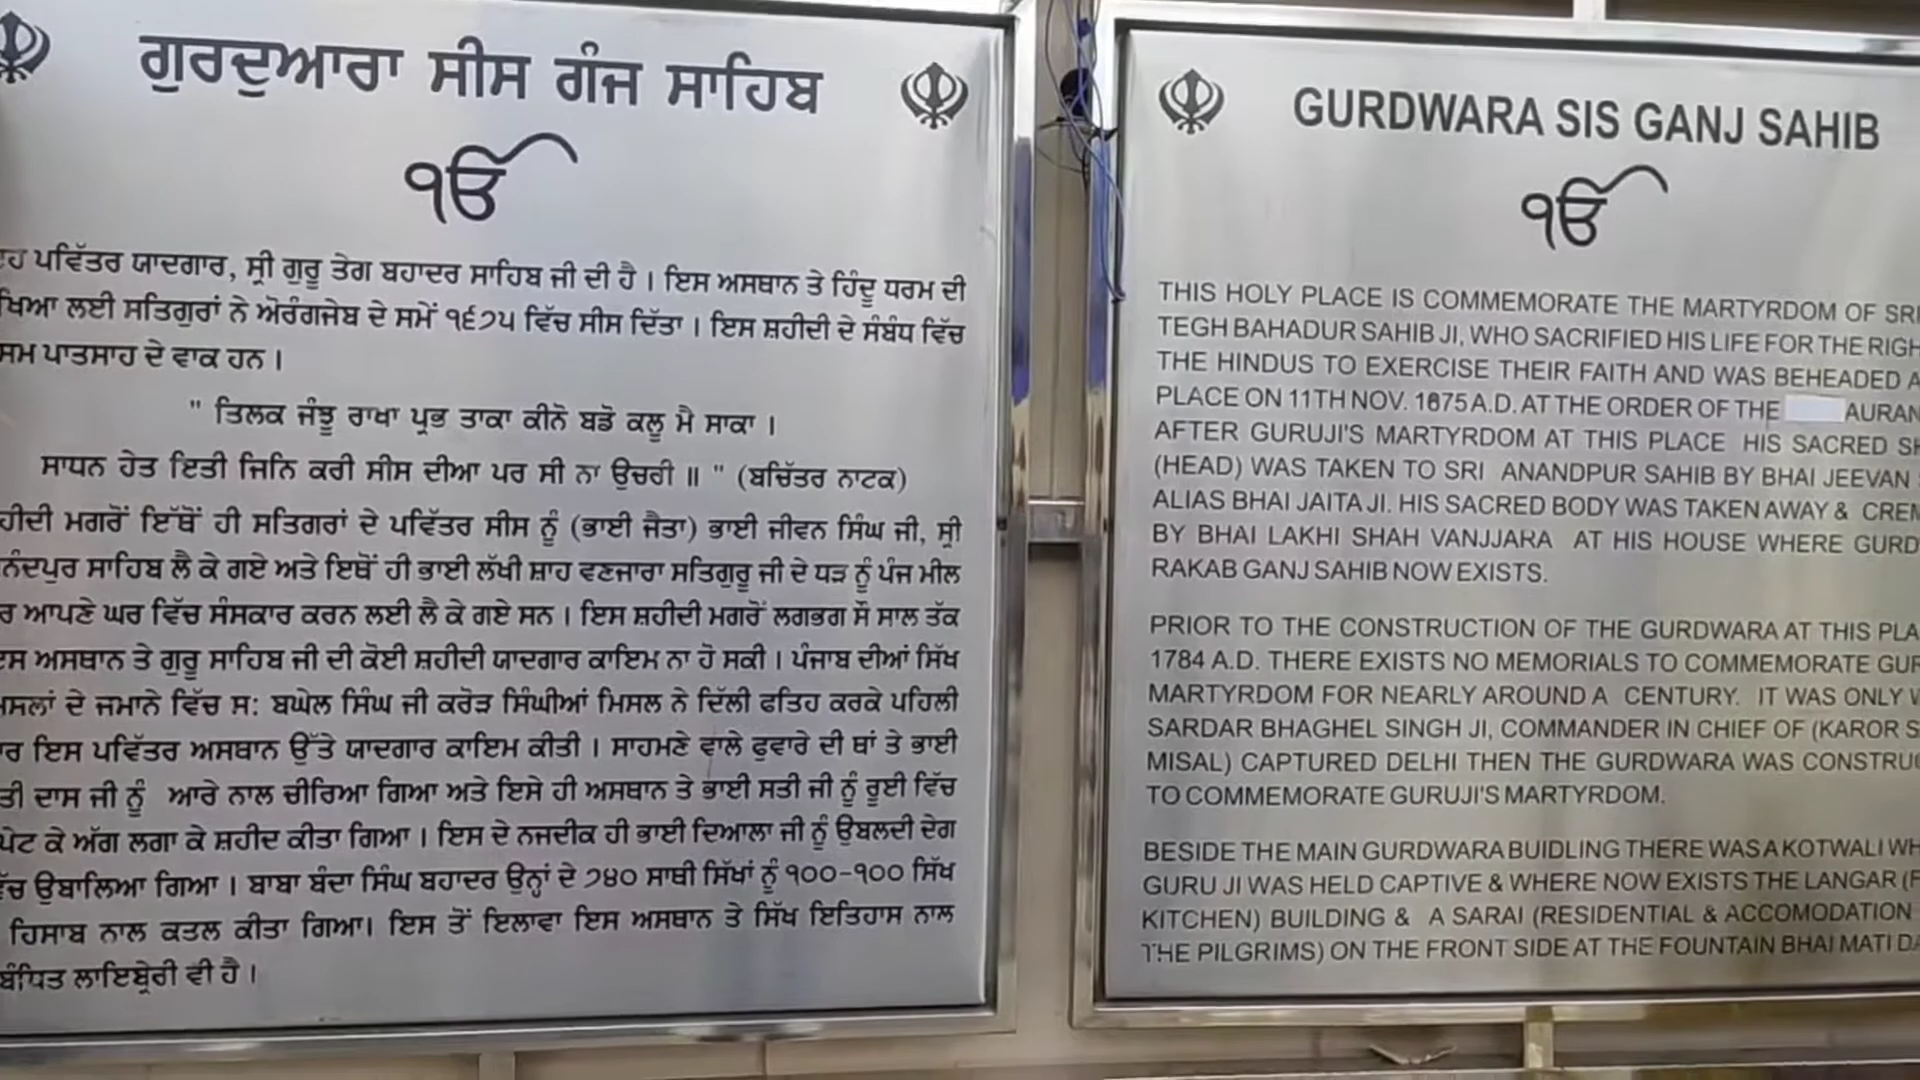 ਗੁਰਦੁਆਰਾ ਸੀਸ ਗੰਜ ਸਾਹਿਬ
ੴ
ਪਵਿੱਤਰ ਯਾਦਗਾਰ, ਸ੍ਰੀ ਗੁਰੂ ਤੇਗ ਬਹਾਦਰ ਸਾਹਿਬ ਜੀ ਦੀ ਹੈ । ਇਸ ਅਸਥਾਨ ਤੇ ਹਿੰਦੂ ਧਰਮ ਦੀ
ਲਈ ਸਤਿਗੁਰਾਂ ਨੇ ਔਰੰਗਜੇਬ ਦੇ ਸਮੇਂ ੧੬੭੫ ਵਿੱਚ ਸੀਸ ਦਿੱਤਾ । ਇਸ ਸ਼ਹੀਦੀ ਦੇ ਸੰਬੰਧ ਵਿੱਚ
ਪਾਤਸਾਹ ਦੇ ਵਾਕ ਹਨ ।
" ਤਿਲਕ ਜੰਞੂ ਰਾਖਾ ਪ੍ਰਭ ਤਾਕਾ ਕੀਨੋ ਬਡੋ ਕਲੂ ਮੈ ਸਾਕਾ ।
ਸਾਧਨ ਹੇਤ ਇਤੀ ਜਿਨਿ ਕਰੀ ਸੀਸ ਦੀਆ ਪਰ ਸੀ ਨਾ ਉਚਰੀ ॥ " (ਬਚਿੱਤਰ ਨਾਟਕ)
ਮਗਰੋਂ ਇੱਥੋਂ ਹੀ ਸਤਿਗਰਾਂ ਦੇ ਪਵਿੱਤਰ ਸੀਸ ਨੂੰ (ਭਾਈ ਜੈਤਾ) ਭਾਈ ਜੀਵਨ ਸਿੰਘ ਜੀ, ਸ੍ਰੀ
ਸਾਹਿਬ ਲੈ ਕੇ ਗਏ ਅਤੇ ਇਥੋਂ ਹੀ ਭਾਈ ਲੱਖੀ ਸ਼ਾਹ ਵਣਜਾਰਾ ਸਤਿਗੁਰੂ ਜੀ ਦੇ ਧੜ ਨੂੰ ਪੰਜ ਮੀਲ
ਆਪਣੇ ਘਰ ਵਿੱਚ ਸੰਸਕਾਰ ਕਰਨ ਲਈ ਲੈ ਕੇ ਗਏ ਸਨ । ਇਸ ਸ਼ਹੀਦੀ ਮਗਰੋਂ ਲਗਭਗ ਸੌ ਸਾਲ ਤੱਕ
ਅਸਥਾਨ ਤੇ ਗੁਰੂ ਸਾਹਿਬ ਜੀ ਦੀ ਕੋਈ ਸ਼ਹੀਦੀ ਯਾਦਗਾਰ ਕਾਇਮ ਨਾ ਹੋ ਸਕੀ । ਪੰਜਾਬ ਦੀਆਂ ਸਿੱਖ
ਦੇ ਜਮਾਨੇ ਵਿੱਚ ਸ: ਬਘੇਲ ਸਿੰਘ ਜੀ ਕਰੋੜ ਸਿੰਘੀਆਂ ਮਿਸਲ ਨੇ ਦਿੱਲੀ ਫਤਿਹ ਕਰਕੇ ਪਹਿਲੀ
ਇਸ ਪਵਿੱਤਰ ਅਸਥਾਨ ਉੱਤੇ ਯਾਦਗਾਰ ਕਾਇਮ ਕੀਤੀ । ਸਾਹਮਣੇ ਵਾਲੇ ਫੁਵਾਰੇ ਦੀ ਥਾਂ ਤੇ ਭਾਈ
ਦਾਸ ਜੀ ਨੂੰ ਆਰੇ ਨਾਲ ਚੀਰਿਆ ਗਿਆ ਅਤੇ ਇਸੇ ਹੀ ਅਸਥਾਨ ਤੇ ਭਾਈ ਸਤੀ ਜੀ ਨੂੰ ਰੂਈ ਵਿੱਚ
ਕੇ ਅੱਗ ਲਗਾ ਕੇ ਸ਼ਹੀਦ ਕੀਤਾ ਗਿਆ । ਇਸ ਦੇ ਨਜਦੀਕ ਹੀ ਭਾਈ ਦਿਆਲਾ ਜੀ ਨੂੰ ਉਬਲਦੀ ਦੇਗ
ਉਬਾਲਿਆ ਗਿਆ । ਬਾਬਾ ਬੰਦਾ ਸਿੰਘ ਬਹਾਦਰ ਉਨ੍ਹਾਂ ਦੇ ੭੪੦ ਸਾਥੀ ਸਿੱਖਾਂ ਨੂੰ ੧੦੦-੧੦੦ ਸਿੱਖ
ਹਿਸਾਬ ਨਾਲ ਕਤਲ ਕੀਤਾ ਗਿਆ। ਇਸ ਤੋਂ ਇਲਾਵਾ ਇਸ ਅਸਥਾਨ ਤੇ ਸਿੱਖ ਇਤਿਹਾਸ ਨਾਲ
ਲਾਇਬ੍ਰੇਰੀ ਵੀ ਹੈ ।
GURDWARA SIS GANJ SAHIB
ੴ
THIS HOLY PLACE IS COMMEMORATE THE MARTYRDOM OF SRI
TEGH BAHADUR SAHIB JI, WHO SACRIFIED HIS LIFE FOR THE
THE HINDUS TO EXERCISE THEIR FAITH AND WAS BEHEADED
PLACE ON 11TH NOV. 1675 A.D. AT THE ORDER OF THE
AFTER GURUJI'S MARTYRDOM AT THIS PLACE HIS SACRED
(HEAD) WAS TAKEN TO SRI ANANDPUR SAHIB BY BHAI JEEVAN
ALIAS BHAI JAITA JI. HIS SACRED BODY WAS TAKEN AWAY &
BY BHAI LAKHI SHAH VANJJARA AT HIS HOUSE WHERE
RAKAB GANJ SAHIB NOW EXISTS.
PRIOR TO THE CONSTRUCTION OF THE GURDWARA AT THIS
1784 A.D. THERE EXISTS NO MEMORIALS TO COMMEMORATE
MARTYRDOM FOR NEARLY AROUND A CENTURY. IT WAS ONLY
SARDAR BHAGHEL SINGH JI, COMMANDER IN CHIEF OF (KAROR
MISAL) CAPTURED DELHI THEN THE GURDWARA WAS
TO COMMEMORATE GURUJI'S MARTYRDOM.
BESIDE THE MAIN GURDWARA BUIDLING THERE WAS A KOTWALI
GURU JI WAS HELD CAPTIVE & WHERE NOW EXISTS THE LANGAR
KITCHEN) BUILDING & A SARAI (RESIDENTIAL & ACCOMODATION
THE PILGRIMS) ON THE FRONT SIDE AT THE FOUNTAIN BHAI MATI